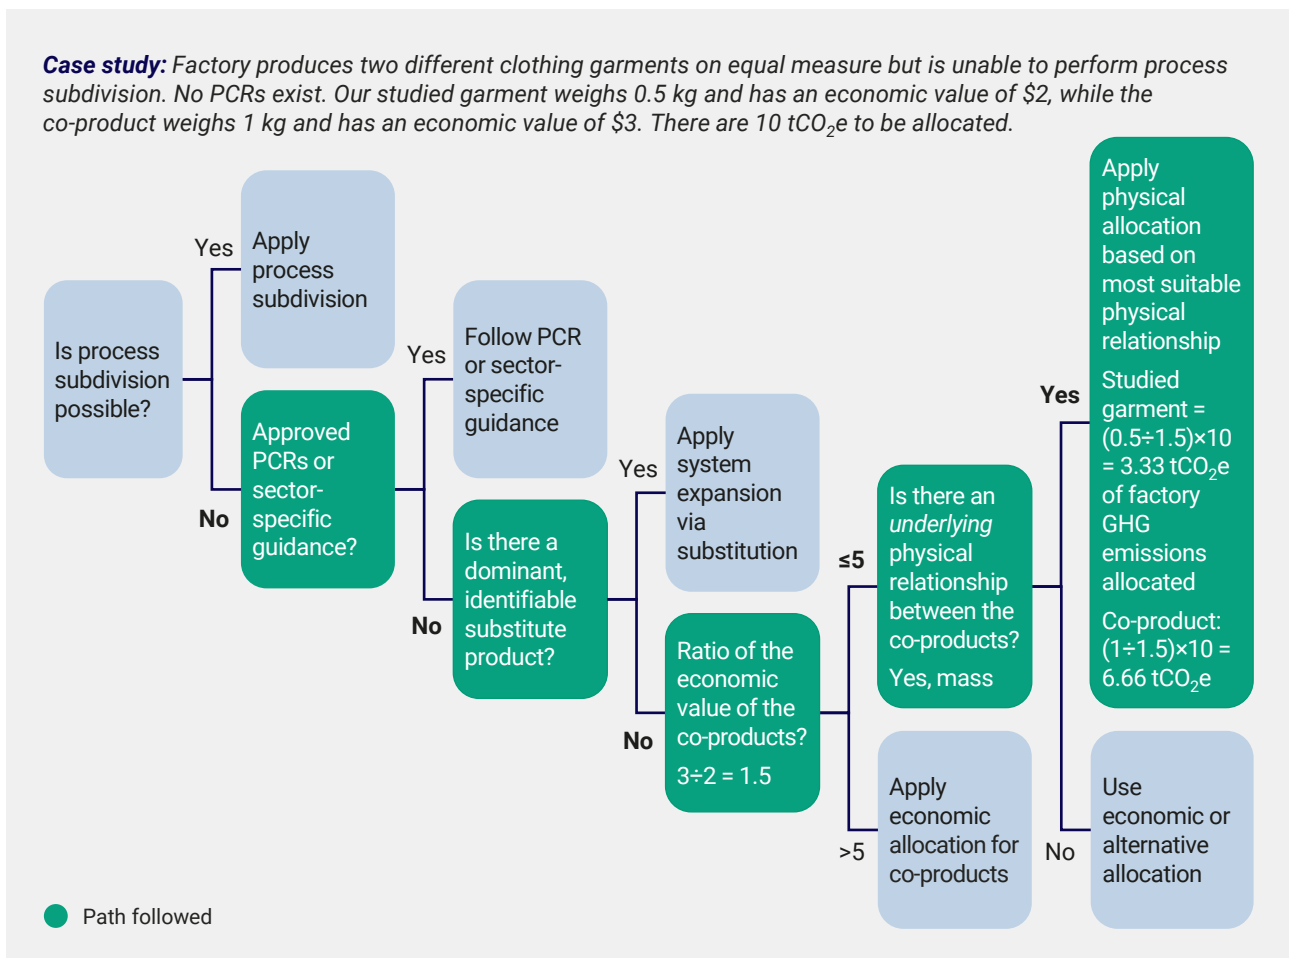 Case study: Factory produces two different clothing garments on equal measure but is unable to perform process
subdivision. No PCRs exist. Our studied garment weighs 0.5 kg and has an economic value of $2, while the
co-product weighs 1 kg and has an economic value of $3. There are 10 tCO₂e to be allocated.
Is process
subdivision
possible?
Yes
Apply
process
subdivision
No
Approved
PCRs or
sector-
specific
guidance?
Yes
Follow PCR
or sector-
specific
guidance
No
Is there a
dominant,
identifiable
substitute
product?
Yes
Apply
system
expansion
via
substitution
No
Ratio of the
economic
value of the
co-products?
3÷2 = 1.5
≤5
Is there an
underlying
physical
relationship
between the
co-products?
Yes, mass
>5
Apply
economic
allocation for
co-products
Yes
Apply
physical
allocation
based on
most suitable
physical
relationship
Studied
garment =
(0.5÷1.5)×10
= 3.33 tCO₂e
of factory
GHG
emissions
allocated
Co-product:
(1÷1.5)×10 =
6.66 tCO₂e
No
Use
economic or
alternative
allocation
Path followed